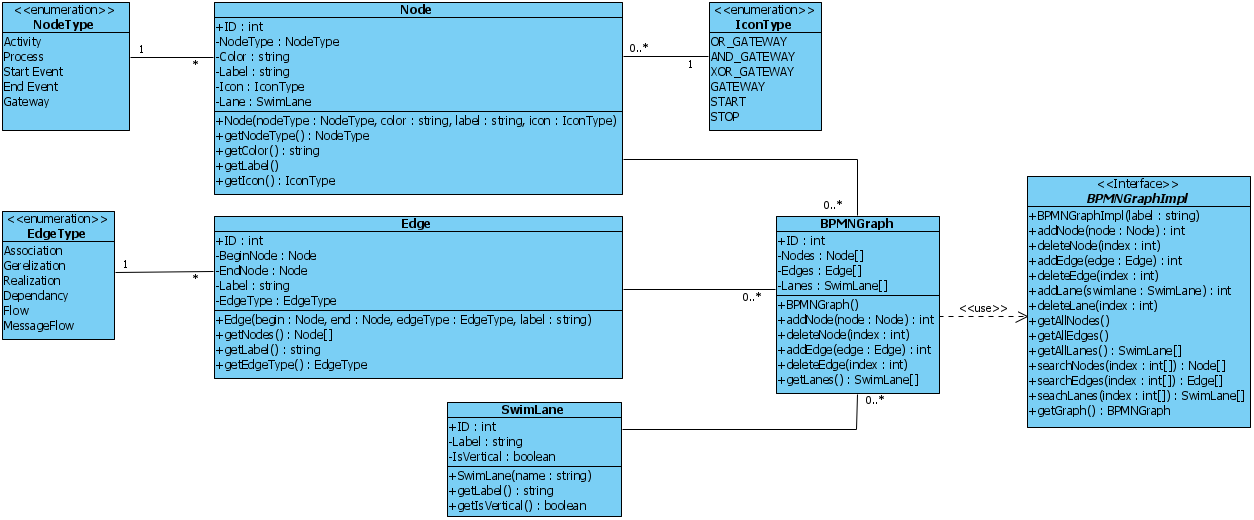 <<enumeration>>
NodeType
Activity
Process
Start Event
End Event
Gateway
1
*
Node
+ID : int
-NodeType : NodeType
-Color : string
-Label : string
-Icon : IconType
-Lane : SwimLane
+Node(nodeType : NodeType, color : string, label : string, icon : IconType)
+getNodeType() : NodeType
+getColor() : string
+getLabel()
+getIcon() : IconType
0..*
1
<<enumeration>>
IconType
OR_GATEWAY
AND_GATEWAY
XOR_GATEWAY
GATEWAY
START
STOP
<<enumeration>>
EdgeType
Association
Gerelization
Realization
Dependancy
Flow
MessageFlow
1
*
Edge
+ID : int
-BeginNode : Node
-EndNode : Node
-Label : string
-EdgeType : EdgeType
+Edge(begin : Node, end : Node, edgeType : EdgeType, label : string)
+getNodes() : Node[]
+getLabel() : string
+getEdgeType() : EdgeType
0..*
0..*
BPMNGraph
+ID : int
-Nodes : Node[]
-Edges : Edge[]
-Lanes : SwimLane[]
+BPMNGraph()
+addNode(node : Node) : int
+deleteNode(index : int)
+addEdge(edge : Edge) : int
+deleteEdge(index : int)
+getLanes() : SwimLane[]
0..*
<<use>>
<<Interface>>
BPMNGraphImpl
+BPMNGraphImpl(label : string)
+addNode(node : Node) : int
+deleteNode(index : int)
+addEdge(edge : Edge) : int
+deleteEdge(index : int)
+addLane(swimlane : SwimLane) : int
+deleteLane(index : int)
+getAllNodes()
+getAllEdges()
+getAllLanes() : SwimLane[]
+searchNodes(index : int[]) : Node[]
+searchEdges(index : int[]) : Edge[]
+seachLanes(index : int[]) : SwimLane[]
+getGraph() : BPMNGraph
SwimLane
+ID : int
-Label : string
-IsVertical : boolean
+SwimLane(name : string)
+getLabel() : string
+getIsVertical() : boolean